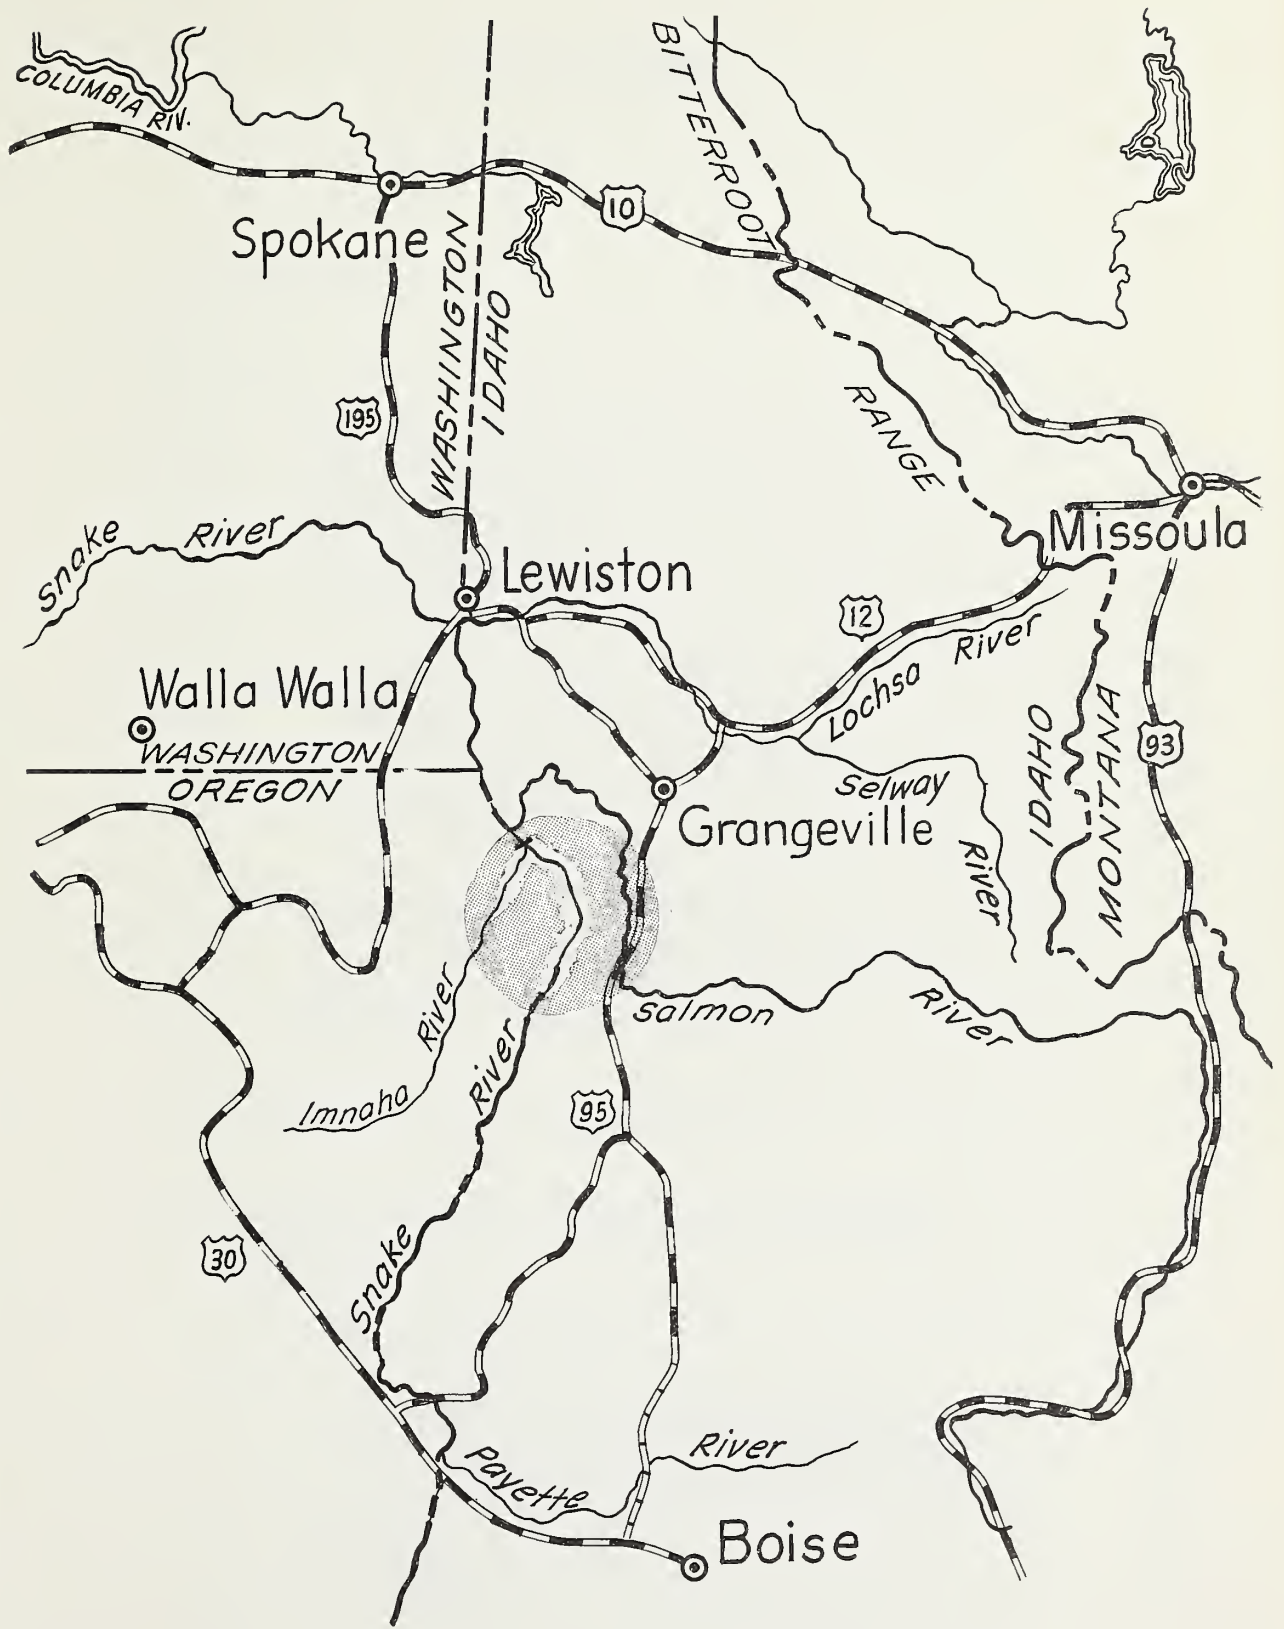 COLUMBIA RIV.
BITTERROOT
RANGE
10
Spokane
WASHINGTON
IDAHO
195
Missoula
Snake River
Lewiston
12
Lochsa River
Walla Walla
WASHINGTON
OREGON
IDAHO
MONTANA
93
Selway River
Grangeville
Salmon River
Imnaha River
Snake River
95
30
Payette River
Boise